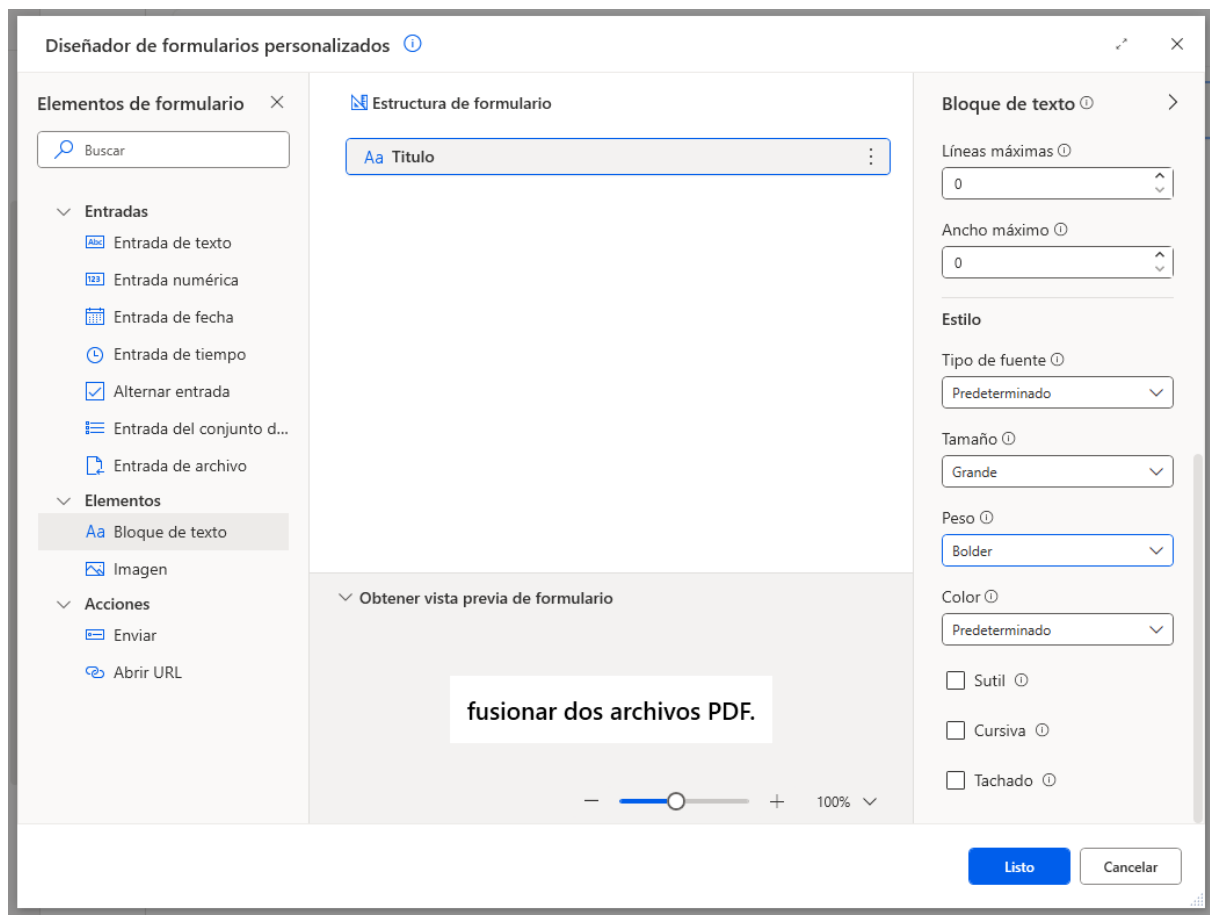 Diseñador de formularios personalizados
Elementos de formulario
Buscar
Entradas
Abc Entrada de texto
123 Entrada numérica
Entrada de fecha
Entrada de tiempo
Alternar entrada
Entrada del conjunto d...
Entrada de archivo
Elementos
Aa Bloque de texto
Imagen
Acciones
Enviar
Abrir URL
Estructura de formulario
Aa Titulo
Obtener vista previa de formulario
fusionar dos archivos PDF.
100%
Bloque de texto
Líneas máximas
0
Ancho máximo
0
Estilo
Tipo de fuente
Predeterminado
Tamaño
Grande
Peso
Bolder
Color
Predeterminado
Sutil
Cursiva
Tachado
Listo
Cancelar